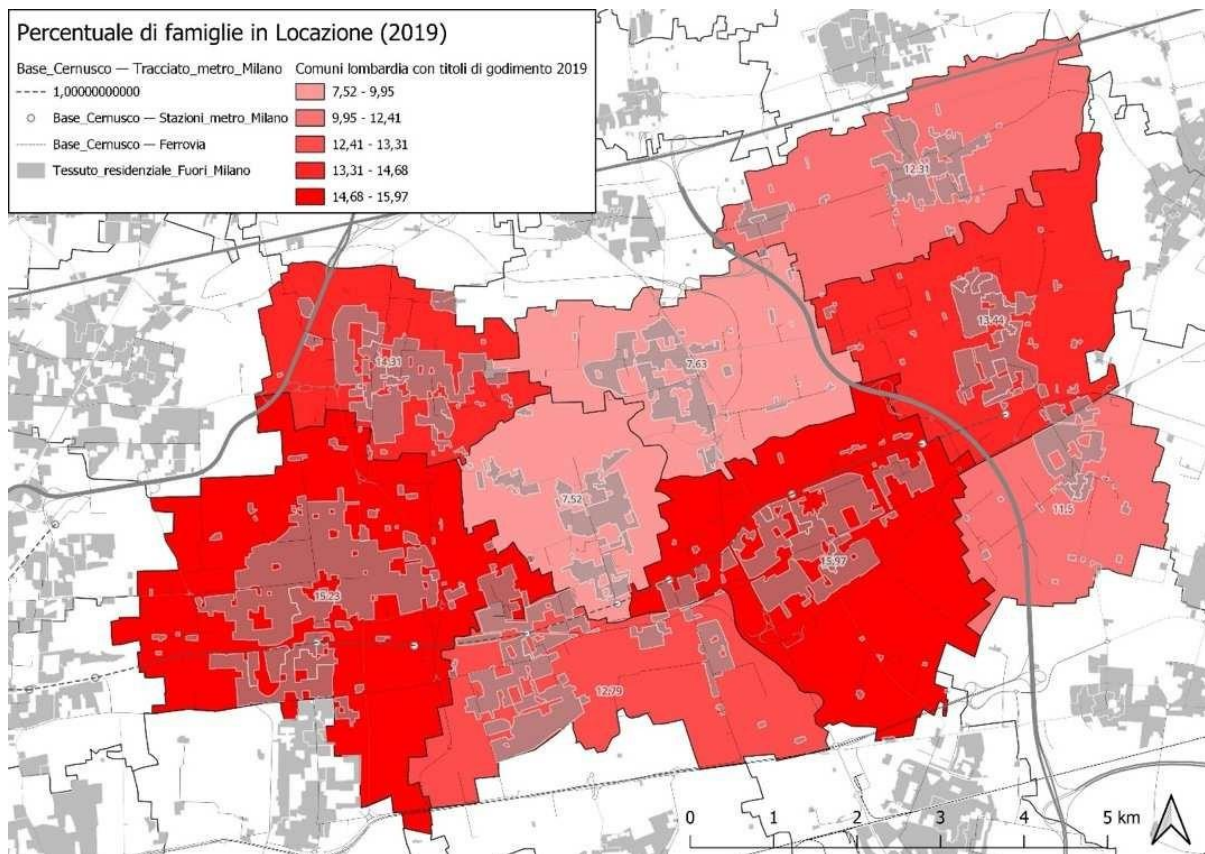 Percentuale di famiglie in Locazione (2019)
Base_Cernusco — Tracciato_metro_Milano
1,00000000000
Base_Cernusco — Stazioni_metro_Milano
Base_Cernusco — Ferrovia
Tessuto_residenziale_Fuori_Milano
Comuni lombardia con titoli di godimento 2019
7,52 - 9,95
9,95 - 12,41
12,41 - 13,31
13,31 - 14,68
14,68 - 15,97
12.31
13.44
14.31
7.63
7.52
11.5
15.97
15.23
12.79
0 1 2 3 4 5 km